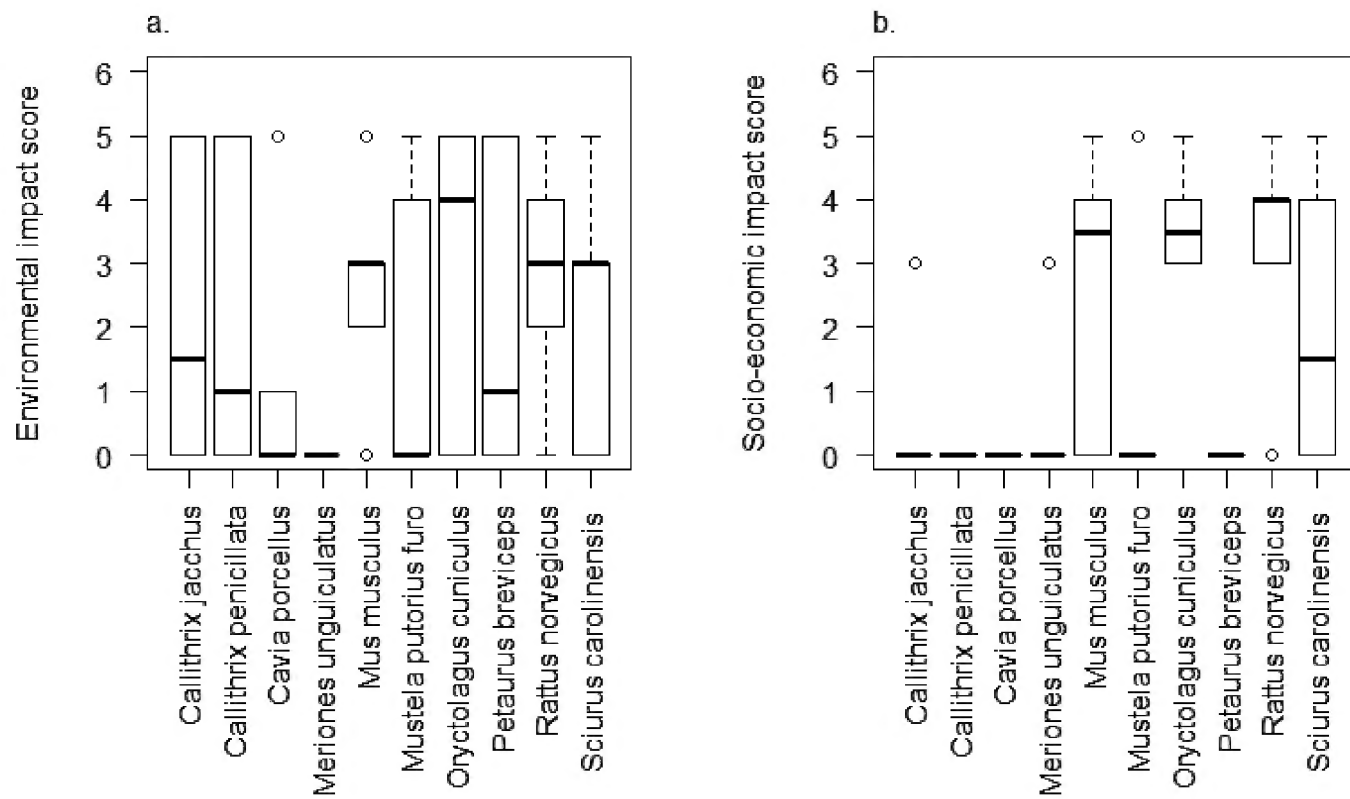 a.
Environmental impact score
6
5
4
3
2
1
0
Callithrix jacchus
Callithrix penicillata
Cavia porcellus
Meriones unguiculatus
Mus musculus
Mustela putorius furo
Oryctolagus cuniculus
Petaurus breviceps
Rattus norvegicus
Sciurus carolinensis
b.
Socio-economic impact score
6
5
4
3
2
1
0
Callithrix jacchus
Callithrix penicillata
Cavia porcellus
Meriones unguiculatus
Mus musculus
Mustela putorius furo
Oryctolagus cuniculus
Petaurus breviceps
Rattus norvegicus
Sciurus carolinensis